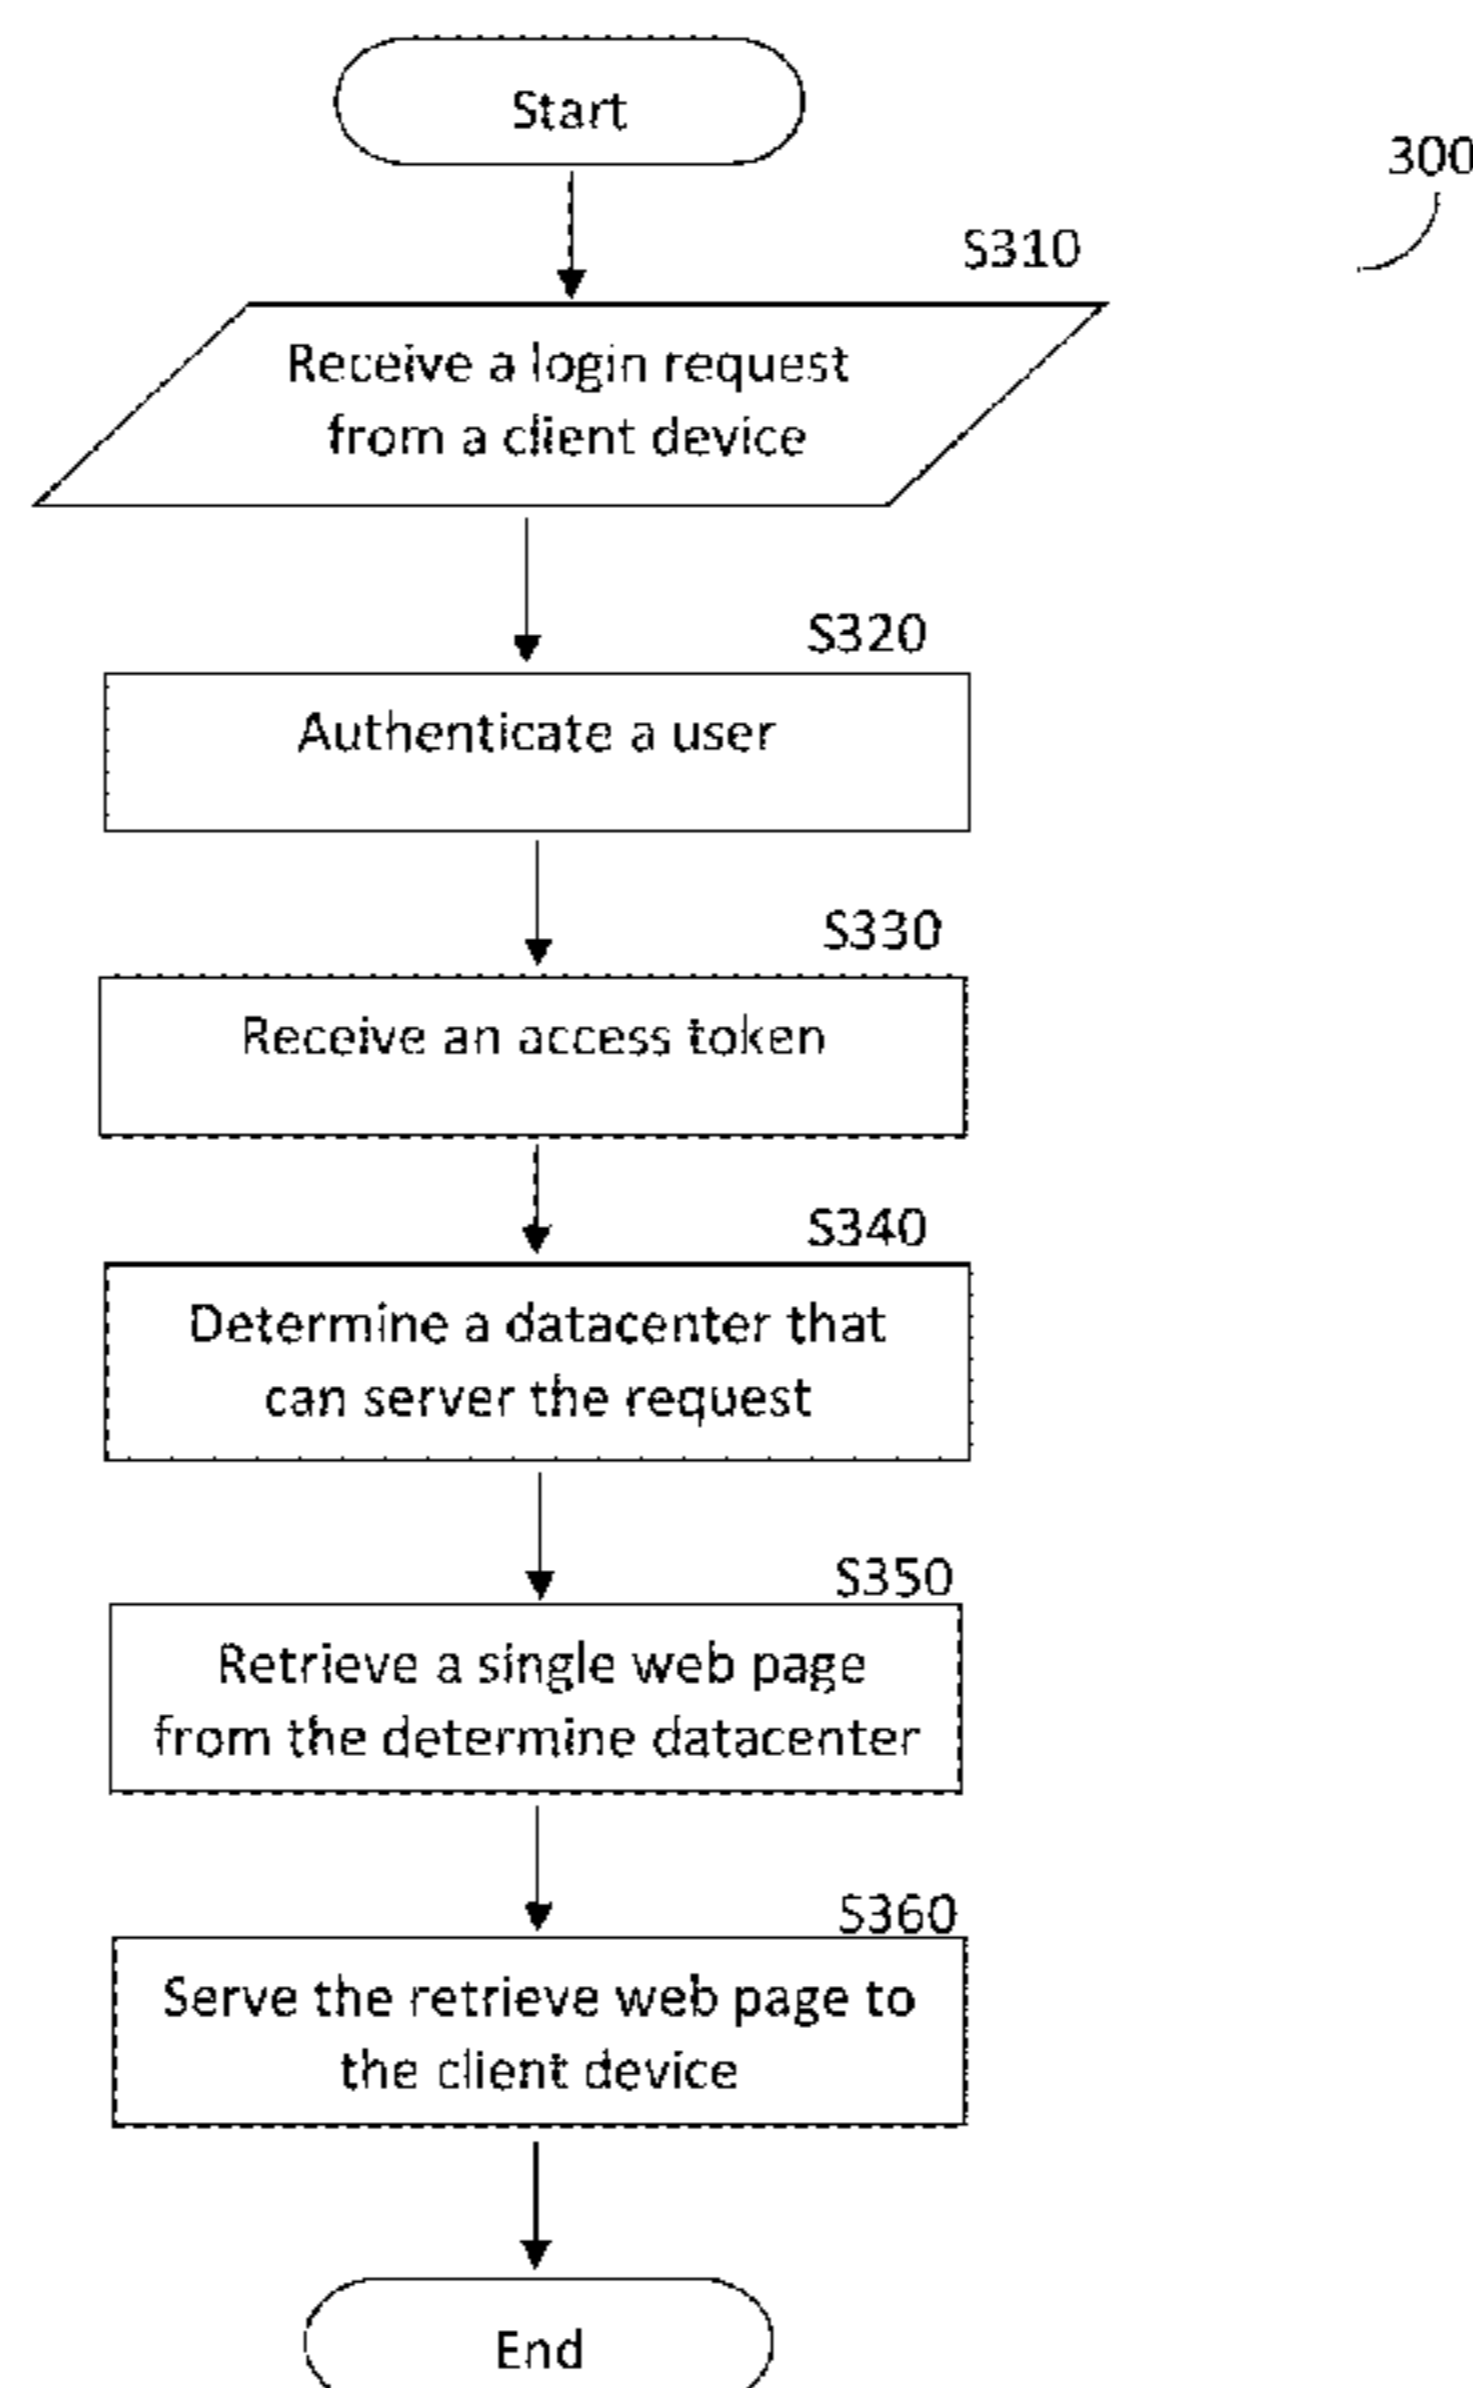 Start
300
S310
Receive a login request
from a client device
S320
Authenticate a user
S330
Receive an access token
S340
Determine a datacenter that
can server the request
S350
Retrieve a single web page
from the determine datacenter
S360
Serve the retrieve web page to
the client device
End